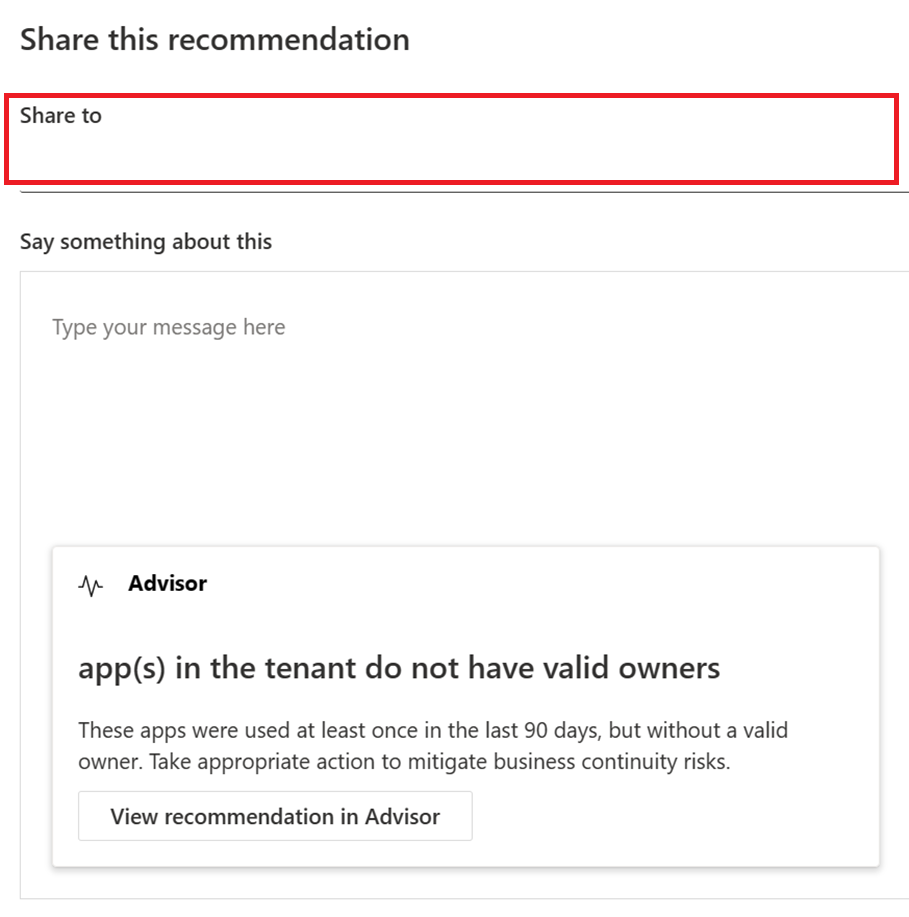 Share this recommendation
Share to
Say something about this
Type your message here
Advisor
app(s) in the tenant do not have valid owners
These apps were used at least once in the last 90 days, but without a valid
owner. Take appropriate action to mitigate business continuity risks.
View recommendation in Advisor